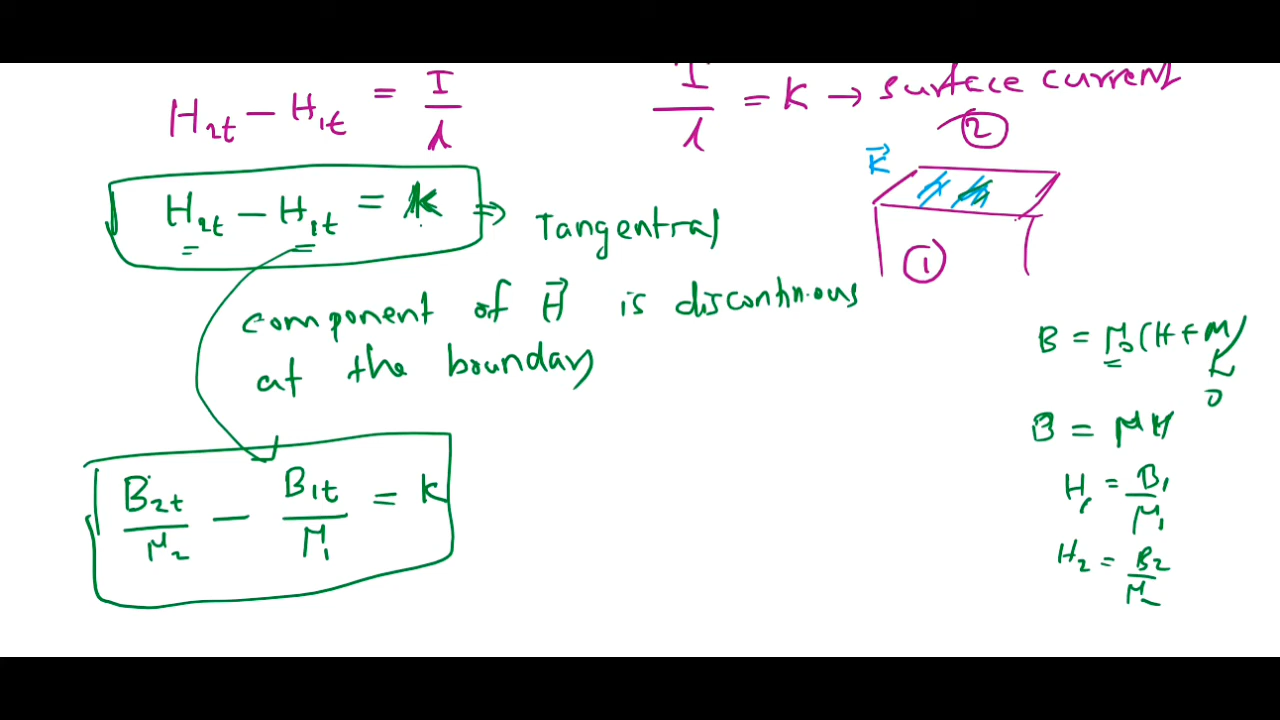 H₂t − H₁t = I/l
I/l = K → surface current
②
K⃗
H₂t − H₁t = K ⇒ Tangential
①
component of H⃗ is discontinuous
at the boundary
B = μ₀(H + M)
0
B = μH
B₂t/μ₂ − B₁t/μ₁ = K
H₁ = B₁/μ₁
H₂ = B₂/μ₂